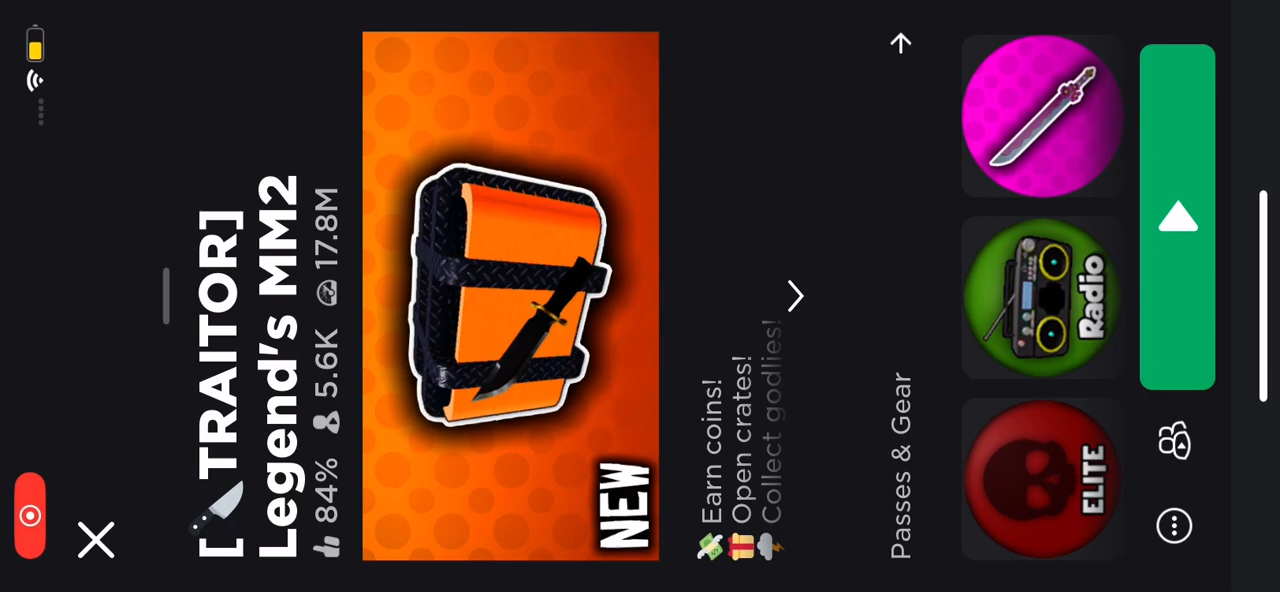 [🔪TRAITOR]
Legend's MM2
84% 5.6K 17.8M
NEW
💸Earn coins!
🎁Open crates!
🌩️Collect godlies!
Passes & Gear
ELITE
Radio